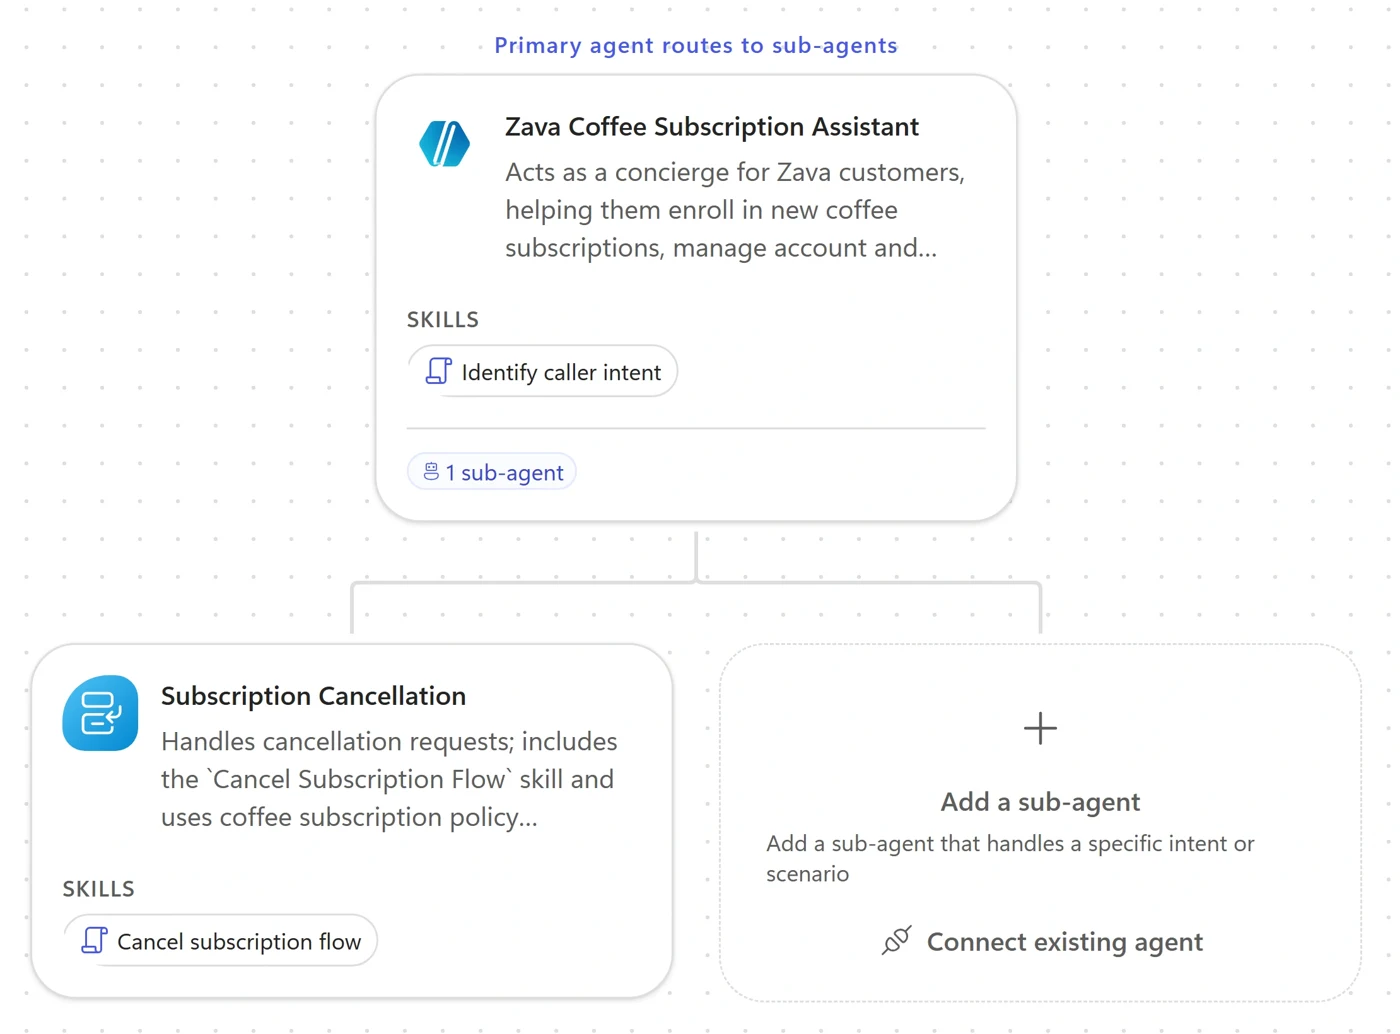 Primary agent routes to sub-agents
Zava Coffee Subscription Assistant
Acts as a concierge for Zava customers,
helping them enroll in new coffee
subscriptions, manage account and...
SKILLS
Identify caller intent
1 sub-agent
Subscription Cancellation
Handles cancellation requests; includes
the `Cancel Subscription Flow` skill and
uses coffee subscription policy...
SKILLS
Cancel subscription flow
Add a sub-agent
Add a sub-agent that handles a specific intent or
scenario
Connect existing agent